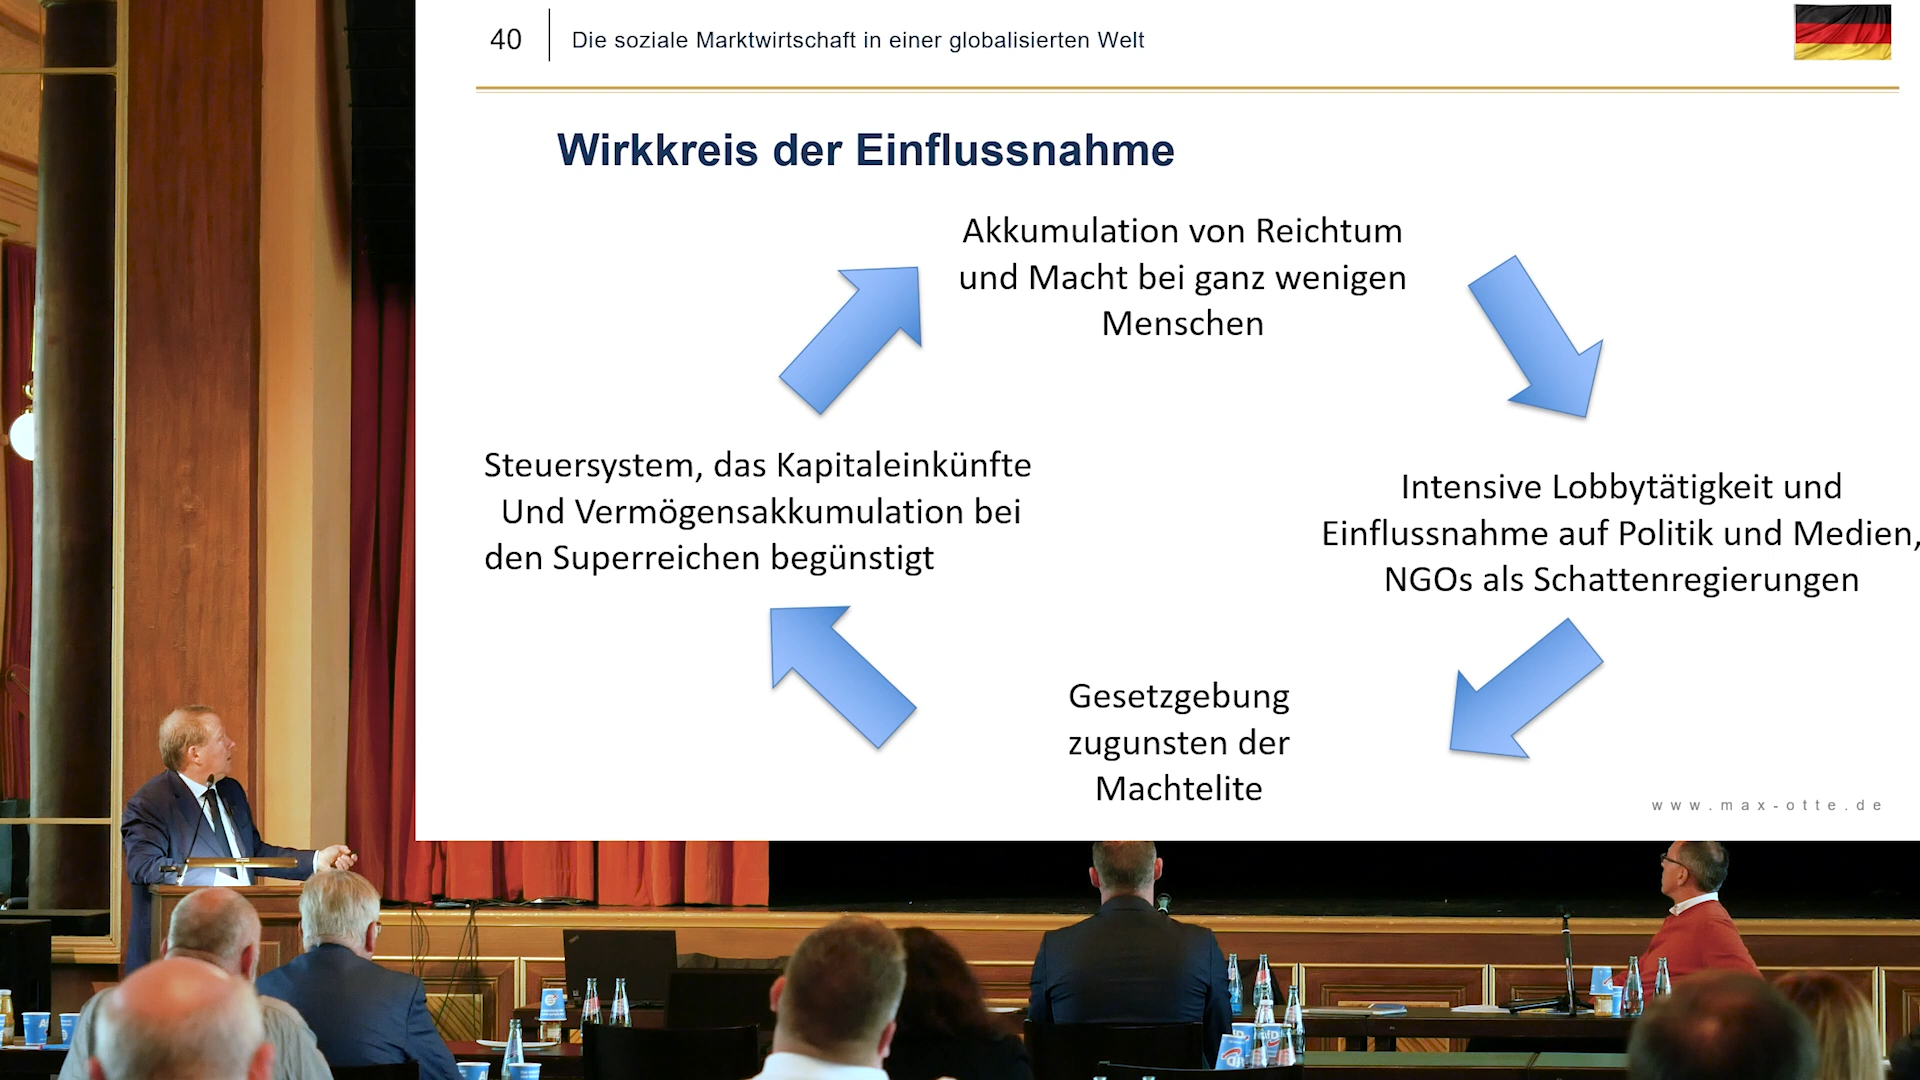 40
Die soziale Marktwirtschaft in einer globalisierten Welt
Wirkkreis der Einflussnahme
Akkumulation von Reichtum
und Macht bei ganz wenigen
Menschen
Steuersystem, das Kapitaleinkünfte
Und Vermögensakkumulation bei
den Superreichen begünstigt
Intensive Lobbytätigkeit und
Einflussnahme auf Politik und Medien,
NGOs als Schattenregierungen
Gesetzgebung
zugunsten der
Machtelite
www.max-otte.de